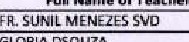 Full Name Of Teacher
FR. SUNIL MENEZES SVD
GLORIA DSOUZA